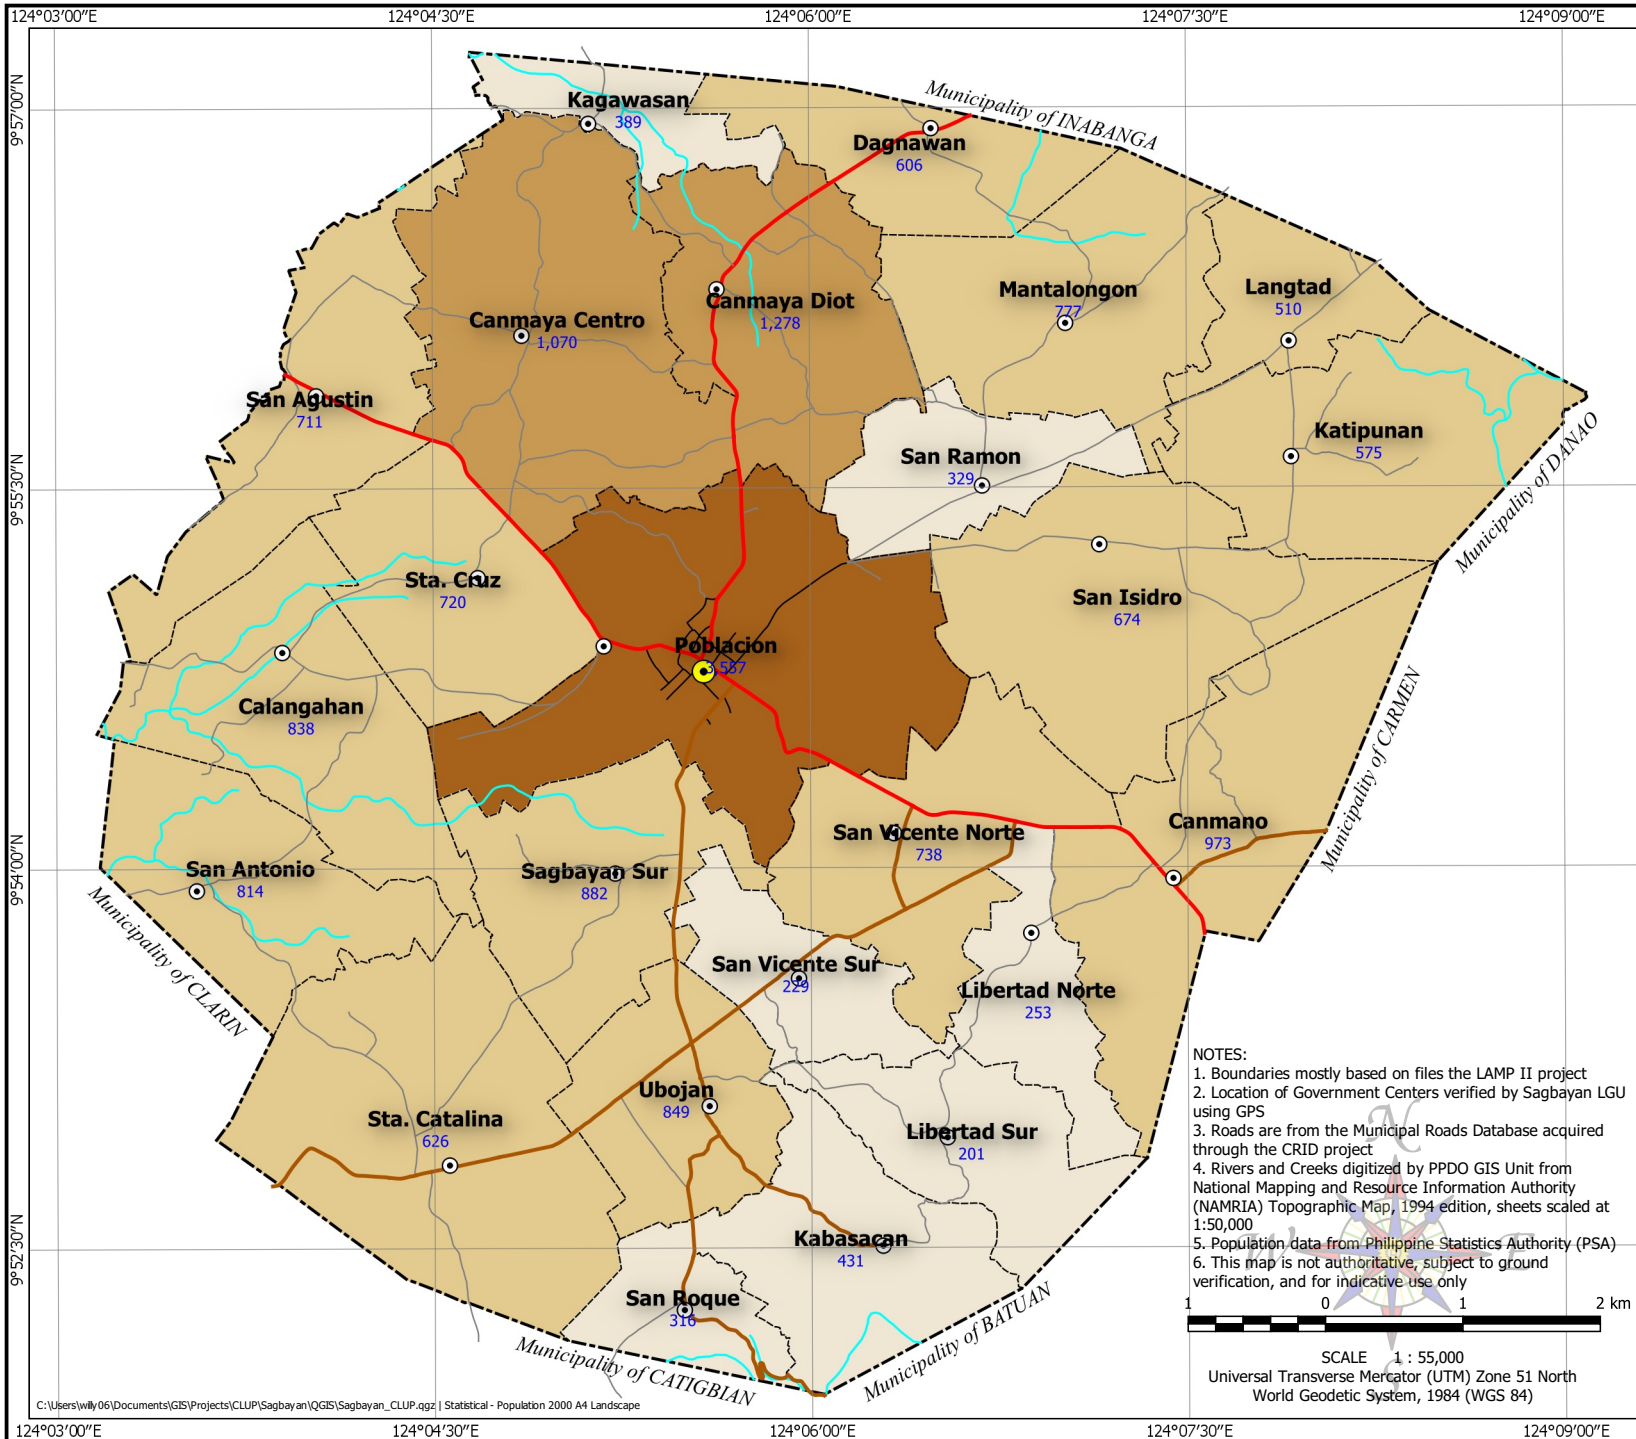 124°03′00″E 124°04′30″E 124°06′00″E 124°07′30″E 124°09′00″E
9°57′00″N
9°55′30″N
9°54′00″N
9°52′30″N
Municipality of INABANGA
Kagawasan
389
Dagnawan
606
Mantalongon
777
Langtad
510
Canmaya Diot
1,278
Canmaya Centro
1,070
San Agustin
711
Katipunan
575
San Ramon
329
Municipality of DANAO
Sta. Cruz
720
San Isidro
674
Poblacion
3,557
Calangahan
838
Municipality of CARMEN
San Vicente Norte
738
Canmano
973
San Antonio
814
Sagbayan Sur
882
Municipality of CLARIN
San Vicente Sur
229
Libertad Norte
253
Ubojan
849
Sta. Catalina
626
Libertad Sur
201
Kabasacan
431
San Roque
316
Municipality of BATUAN
Municipality of CATIGBIAN
NOTES:
1. Boundaries mostly based on files the LAMP II project
2. Location of Government Centers verified by Sagbayan LGU
using GPS
3. Roads are from the Municipal Roads Database acquired
through the CRID project
4. Rivers and Creeks digitized by PPDO GIS Unit from
National Mapping and Resource Information Authority
(NAMRIA) Topographic Map, 1994 edition, sheets scaled at
1:50,000
5. Population data from Philippine Statistics Authority (PSA)
6. This map is not authoritative, subject to ground
verification, and for indicative use only
N
W E
S
1 0 1 2 km
SCALE 1 : 55,000
Universal Transverse Mercator (UTM) Zone 51 North
World Geodetic System, 1984 (WGS 84)
C:\Users\willy06\Documents\GIS\Projects\CLUP\Sagbayan\QGIS\Sagbayan_CLUP.qgz | Statistical - Population 2000 A4 Landscape
124°03′00″E 124°04′30″E 124°06′00″E 124°07′30″E 124°09′00″E